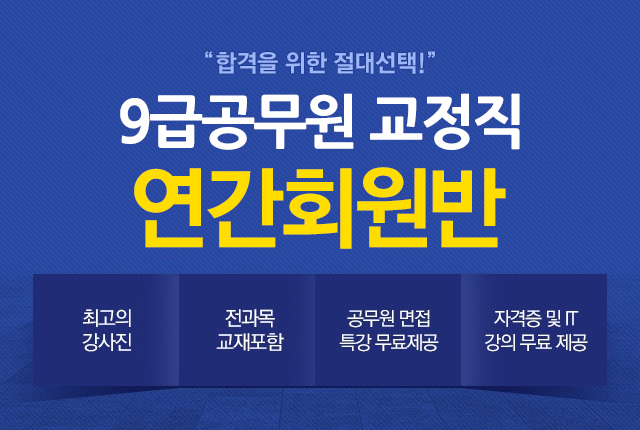 “합격을 위한 절대선택!”
9급공무원 교정직
연간회원반
최고의
강사진
전과목
교재포함
공무원 면접
특강 무료제공
자격증 및 IT
강의 무료 제공